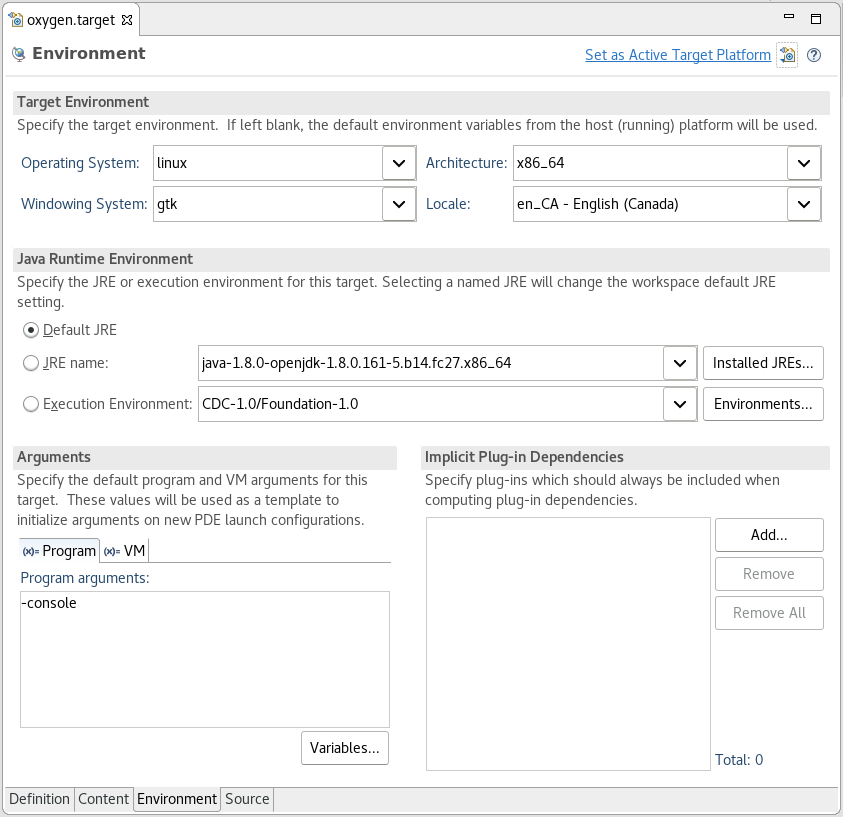 oxygen.target
Environment
Set as Active Target Platform
Target Environment
Specify the target environment.  If left blank, the default environment variables from the host (running) platform will be used.
Operating System: linux Architecture: x86_64
Windowing System: gtk Locale: en_CA - English (Canada)
Java Runtime Environment
Specify the JRE or execution environment for this target. Selecting a named JRE will change the workspace default JRE
setting.
Default JRE
JRE name: java-1.8.0-openjdk-1.8.0.161-5.b14.fc27.x86_64 Installed JREs...
Execution Environment: CDC-1.0/Foundation-1.0 Environments...
Arguments
Specify the default program and VM arguments for this
target.  These values will be used as a template to
initialize arguments on new PDE launch configurations.
(x)= Program (x)= VM
Program arguments:
-console
Variables...
Implicit Plug-in Dependencies
Specify plug-ins which should always be included when
computing plug-in dependencies.
Add...
Remove
Remove All
Total: 0
Definition Content Environment Source